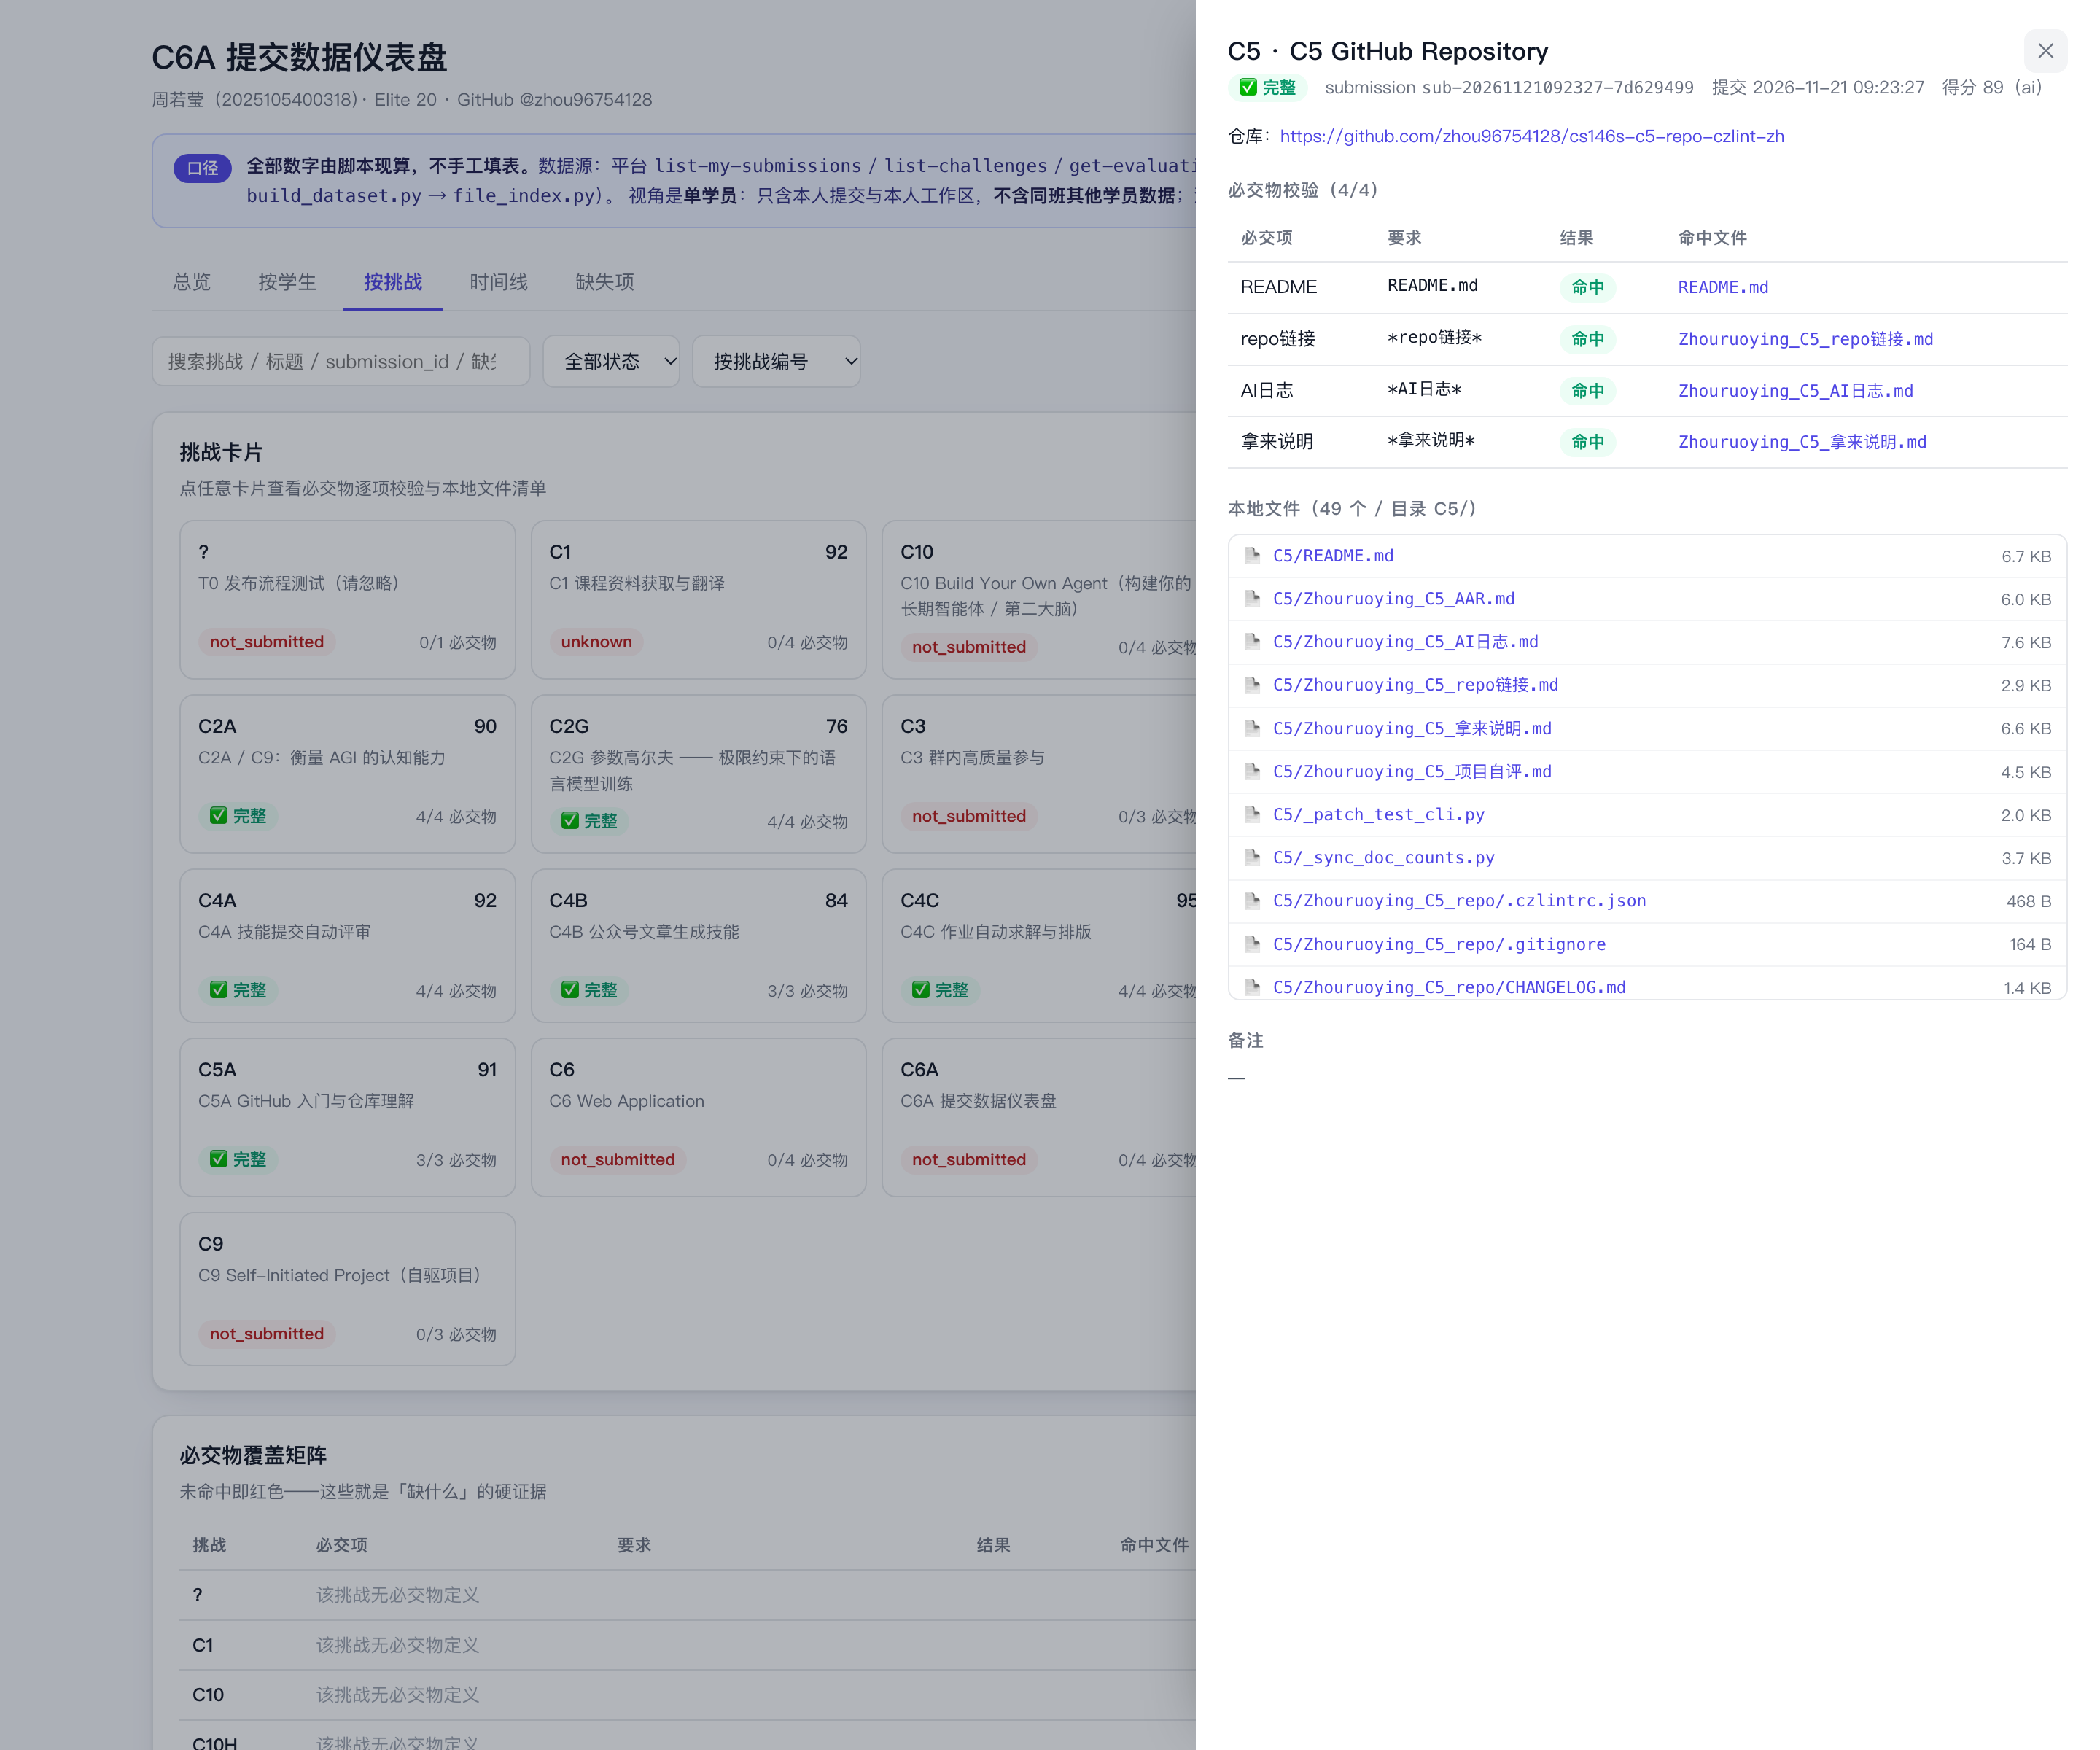 C6A 提交数据仪表盘
周若莹（2025105400318）· Elite 20 · GitHub @zhou96754128
口径
全部数字由脚本现算，不手工填表。数据源：平台 list-my-submissions / list-challenges / get-evaluati
build_dataset.py → file_index.py）。 视角是单学员：只含本人提交与本人工作区，不含同班其他学员数据；
总览 按学生 按挑战 时间线 缺失项
搜索挑战 / 标题 / submission_id /
全部状态
按挑战编号
挑战卡片
点任意卡片查看必交物逐项校验与本地文件清单
?
T0 发布流程测试（请忽略）
not_submitted 0/1 必交物
C1 92
C1 课程资料获取与翻译
unknown 0/4 必交物
C10
C10 Build Your Own Agent（构建你的
长期智能体 / 第二大脑）
not_submitted 0/4 必交物
C2A 90
C2A / C9：衡量 AGI 的认知能力
✅ 完整 4/4 必交物
C2G 76
C2G 参数高尔夫 —— 极限约束下的语
言模型训练
✅ 完整 4/4 必交物
C3
C3 群内高质量参与
not_submitted 0/3 必交物
C4A 92
C4A 技能提交自动评审
✅ 完整 4/4 必交物
C4B 84
C4B 公众号文章生成技能
✅ 完整 3/3 必交物
C4C 95
C4C 作业自动求解与排版
✅ 完整 4/4 必交物
C5A 91
C5A GitHub 入门与仓库理解
✅ 完整 3/3 必交物
C6
C6 Web Application
not_submitted 0/4 必交物
C6A
C6A 提交数据仪表盘
not_submitted 0/4 必交物
C9
C9 Self-Initiated Project（自驱项目）
not_submitted 0/3 必交物
必交物覆盖矩阵
未命中即红色——这些就是「缺什么」的硬证据
挑战 必交项 要求 结果 命中文件
? 该挑战无必交物定义
C1 该挑战无必交物定义
C10 该挑战无必交物定义
C10H 该挑战无必交物定义
C5 · C5 GitHub Repository
✅ 完整 submission sub-20261121092327-7d629499 提交 2026-11-21 09:23:27 得分 89（ai）
仓库：https://github.com/zhou96754128/cs146s-c5-repo-czlint-zh
必交物校验（4/4）
必交项 要求 结果 命中文件
README README.md 命中 README.md
repo链接 *repo链接* 命中 Zhouruoying_C5_repo链接.md
AI日志 *AI日志* 命中 Zhouruoying_C5_AI日志.md
拿来说明 *拿来说明* 命中 Zhouruoying_C5_拿来说明.md
本地文件（49 个 / 目录 C5/）
C5/README.md 6.7 KB
C5/Zhouruoying_C5_AAR.md 6.0 KB
C5/Zhouruoying_C5_AI日志.md 7.6 KB
C5/Zhouruoying_C5_repo链接.md 2.9 KB
C5/Zhouruoying_C5_拿来说明.md 6.6 KB
C5/Zhouruoying_C5_项目自评.md 4.5 KB
C5/_patch_test_cli.py 2.0 KB
C5/_sync_doc_counts.py 3.7 KB
C5/Zhouruoying_C5_repo/.czlintrc.json 468 B
C5/Zhouruoying_C5_repo/.gitignore 164 B
C5/Zhouruoying_C5_repo/CHANGELOG.md 1.4 KB
备注
—